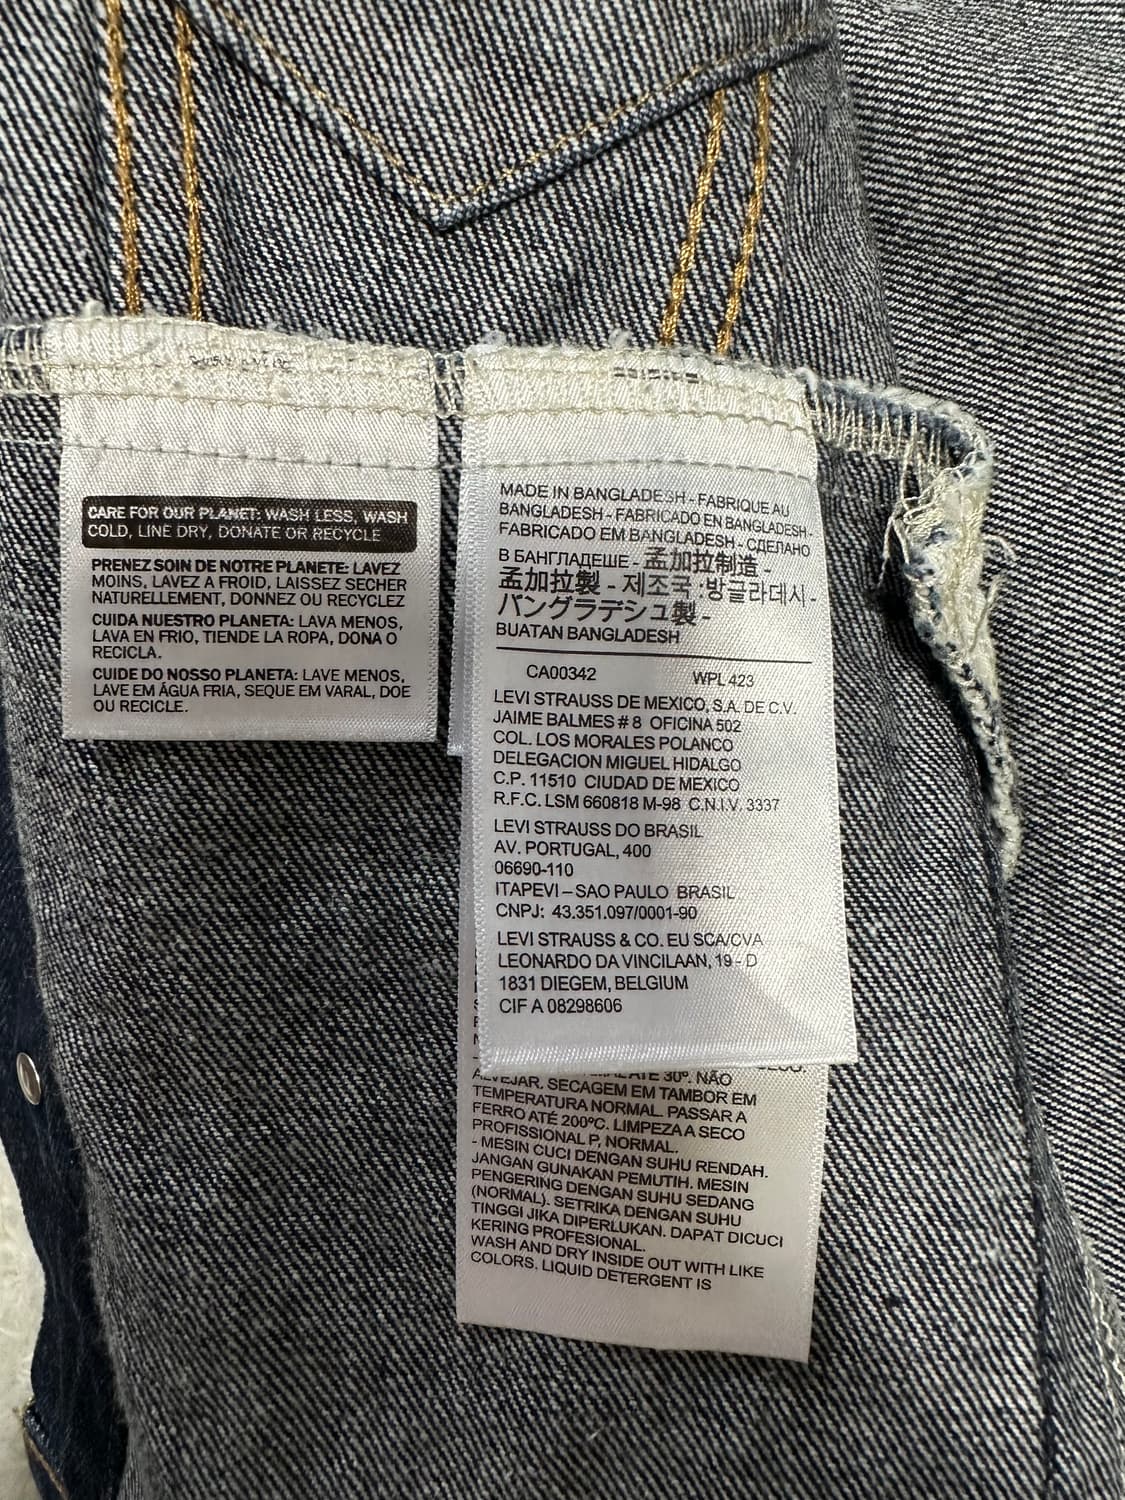 CARE FOR OUR PLANET: WASH LESS, WASH
COLD, LINE DRY, DONATE OR RECYCLE
PRENEZ SOIN DE NOTRE PLANETE: LAVEZ
MOINS, LAVEZ A FROID, LAISSEZ SECHER
NATURELLEMENT, DONNEZ OU RECYCLEZ
CUIDA NUESTRO PLANETA: LAVA MENOS,
LAVA EN FRIO, TIENDE LA ROPA, DONA O
RECICLA.
CUIDE DO NOSSO PLANETA: LAVE MENOS,
LAVE EM ÁGUA FRIA, SEQUE EM VARAL, DOE
OU RECICLE.
MADE IN BANGLADESH - FABRIQUE AU
BANGLADESH - FABRICADO EN BANGLADESH -
FABRICADO EM BANGLADESH - СДЕЛАНО
В БАНГЛАДЕШЕ - 孟加拉制造 -
孟加拉製 - 제조국 :방글라데시 -
バングラデシュ製 -
BUATAN BANGLADESH
CA00342 WPL 423
LEVI STRAUSS DE MEXICO, S.A. DE C.V.
JAIME BALMES # 8 OFICINA 502
COL. LOS MORALES POLANCO
DELEGACION MIGUEL HIDALGO
C.P. 11510 CIUDAD DE MEXICO
R.F.C. LSM 660818 M-98 C.N.I.V. 3337
LEVI STRAUSS DO BRASIL
AV. PORTUGAL, 400
06690-110
ITAPEVI – SAO PAULO BRASIL
CNPJ: 43.351.097/0001-90
LEVI STRAUSS & CO. EU SCA/CVA
LEONARDO DA VINCILAAN, 19 - D
1831 DIEGEM, BELGIUM
CIF A 08298606
ATE 30º. NÃO
ALVEJAR. SECAGEM EM TAMBOR EM
TEMPERATURA NORMAL. PASSAR A
FERRO ATÉ 200ºC. LIMPEZA A SECO
PROFISSIONAL P, NORMAL.
- MESIN CUCI DENGAN SUHU RENDAH.
JANGAN GUNAKAN PEMUTIH. MESIN
PENGERING DENGAN SUHU SEDANG
(NORMAL). SETRIKA DENGAN SUHU
TINGGI JIKA DIPERLUKAN. DAPAT DICUCI
KERING PROFESIONAL.
WASH AND DRY INSIDE OUT WITH LIKE
COLORS. LIQUID DETERGENT IS